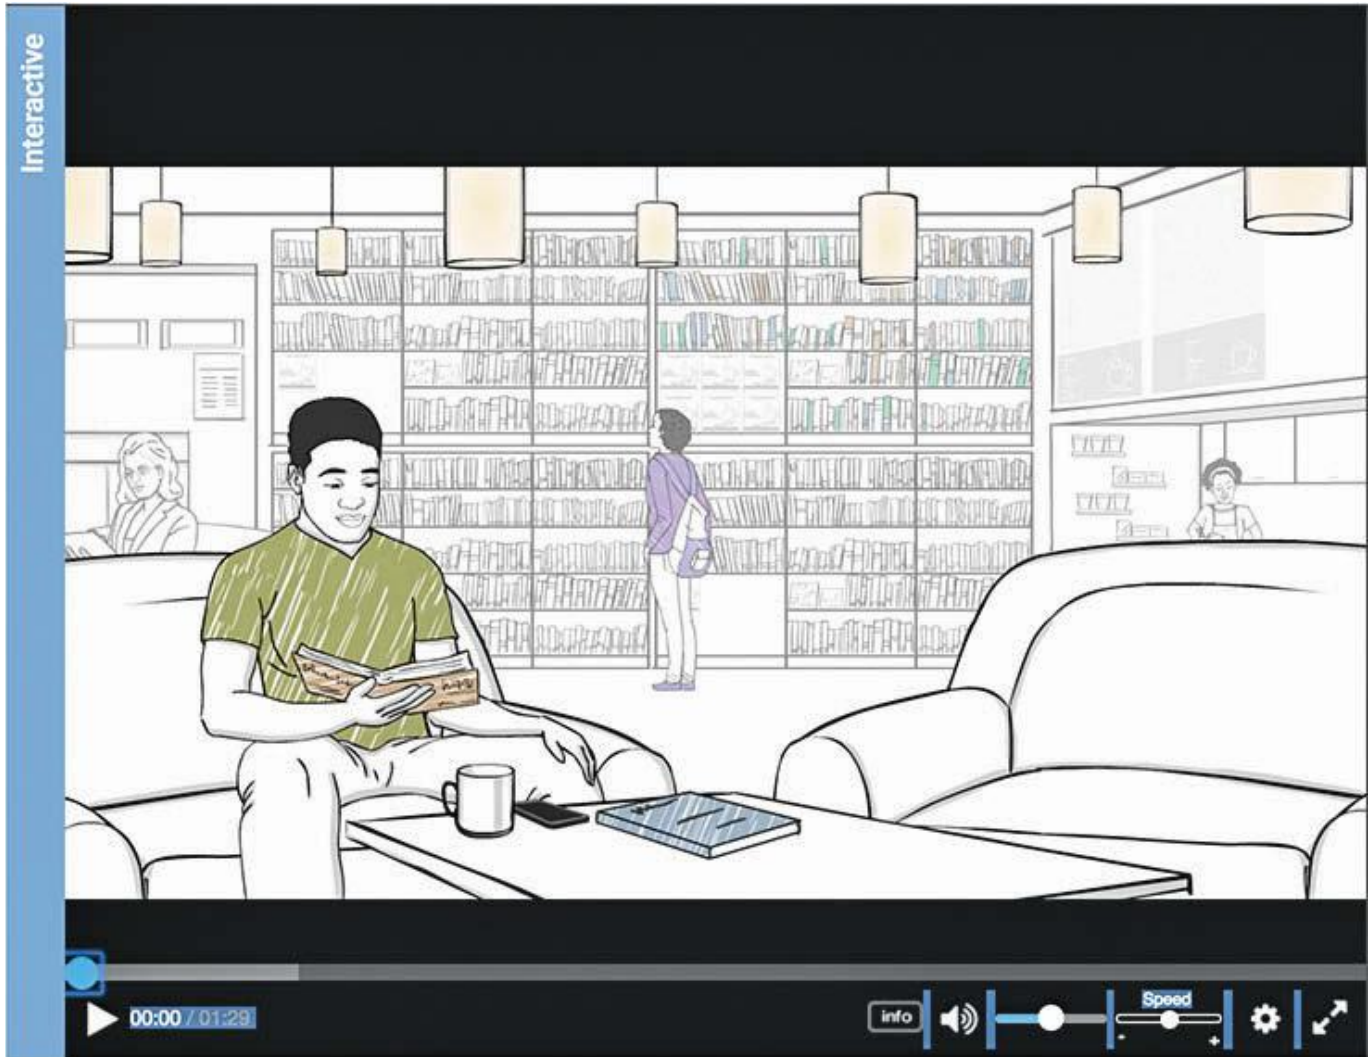 Interactive
00:00 / 01:29
info
Speed
- +